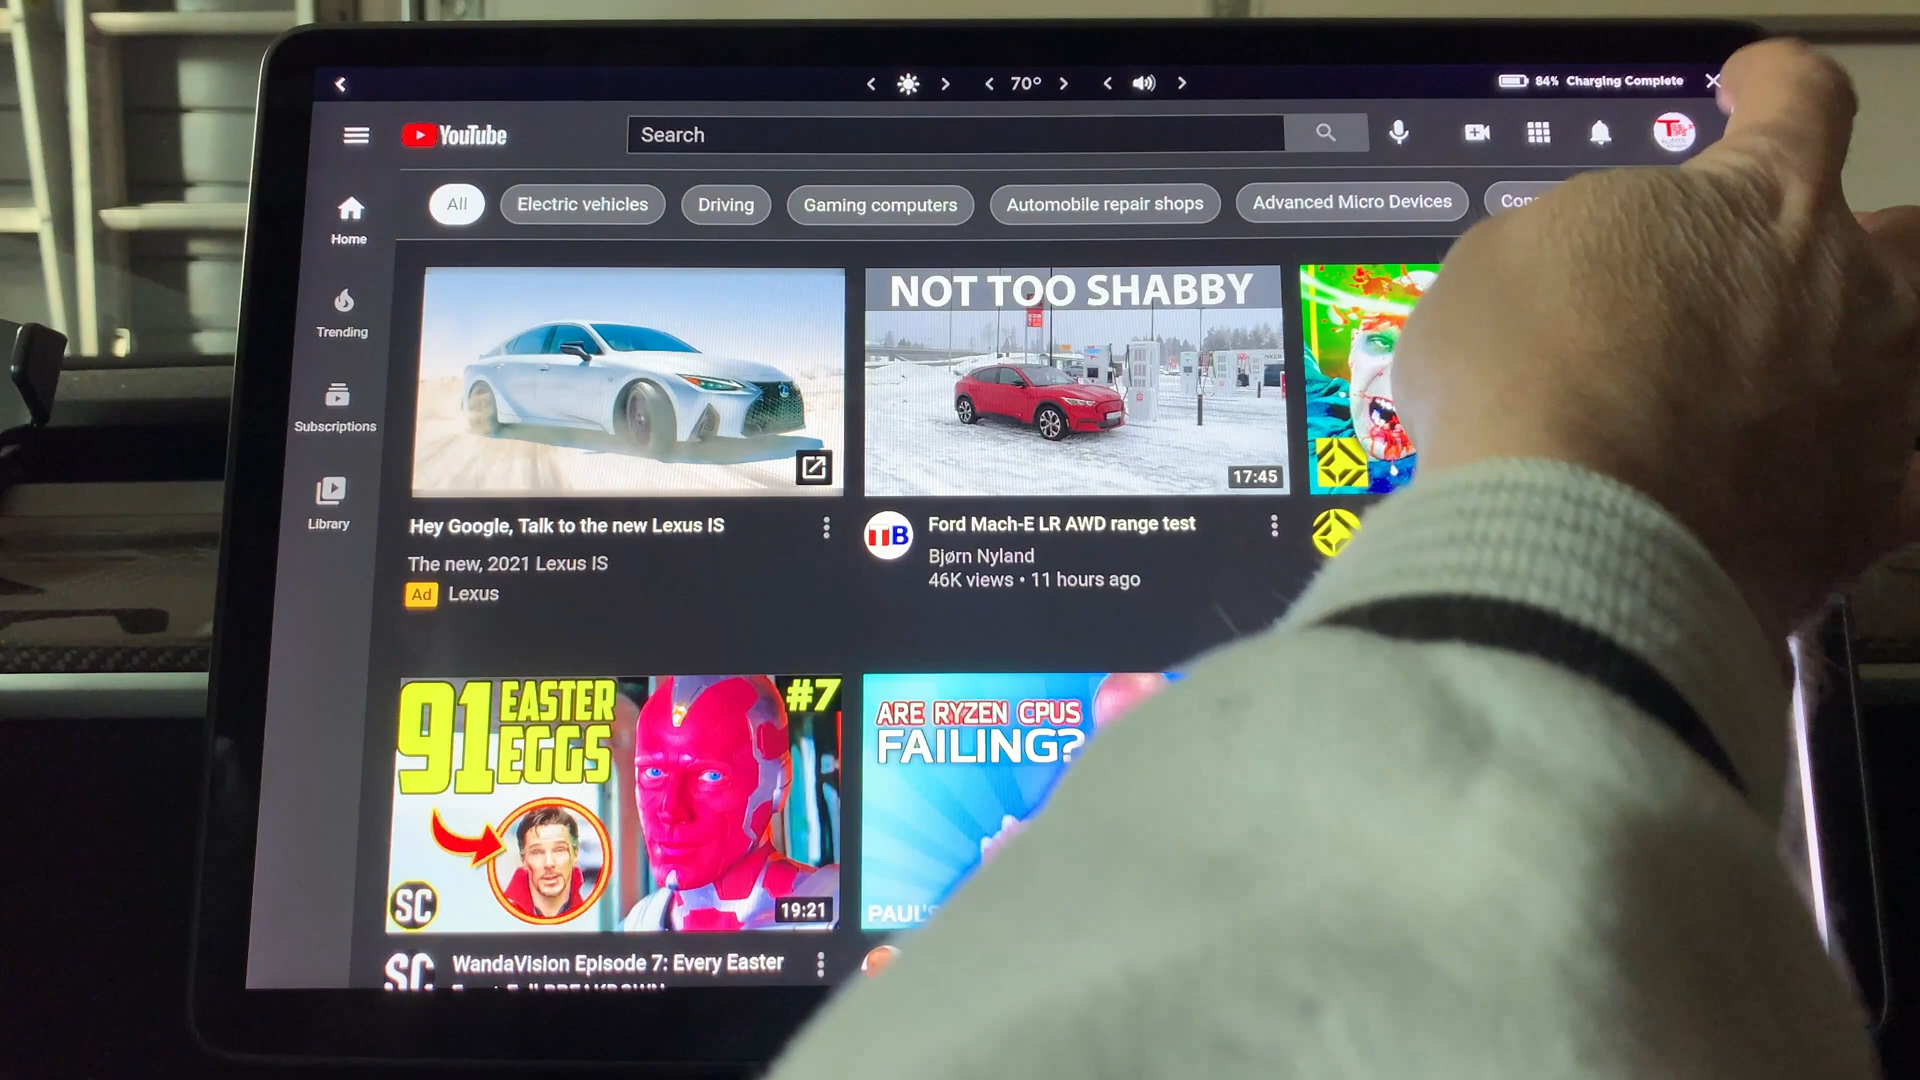 70°
84% Charging Complete
YouTube
Search
All
Electric vehicles
Driving
Gaming computers
Automobile repair shops
Advanced Micro Devices
Home
Trending
Subscriptions
Library
NOT TOO SHABBY
17:45
Hey Google, Talk to the new Lexus IS
The new, 2021 Lexus IS
Ad Lexus
TB
Ford Mach-E LR AWD range test
Bjørn Nyland
46K views • 11 hours ago
91 EASTER
EGGS
#7
SC
19:21
ARE RYZEN CPUS
FAILING?
PAUL'S
SC
WandaVision Episode 7: Every Easter